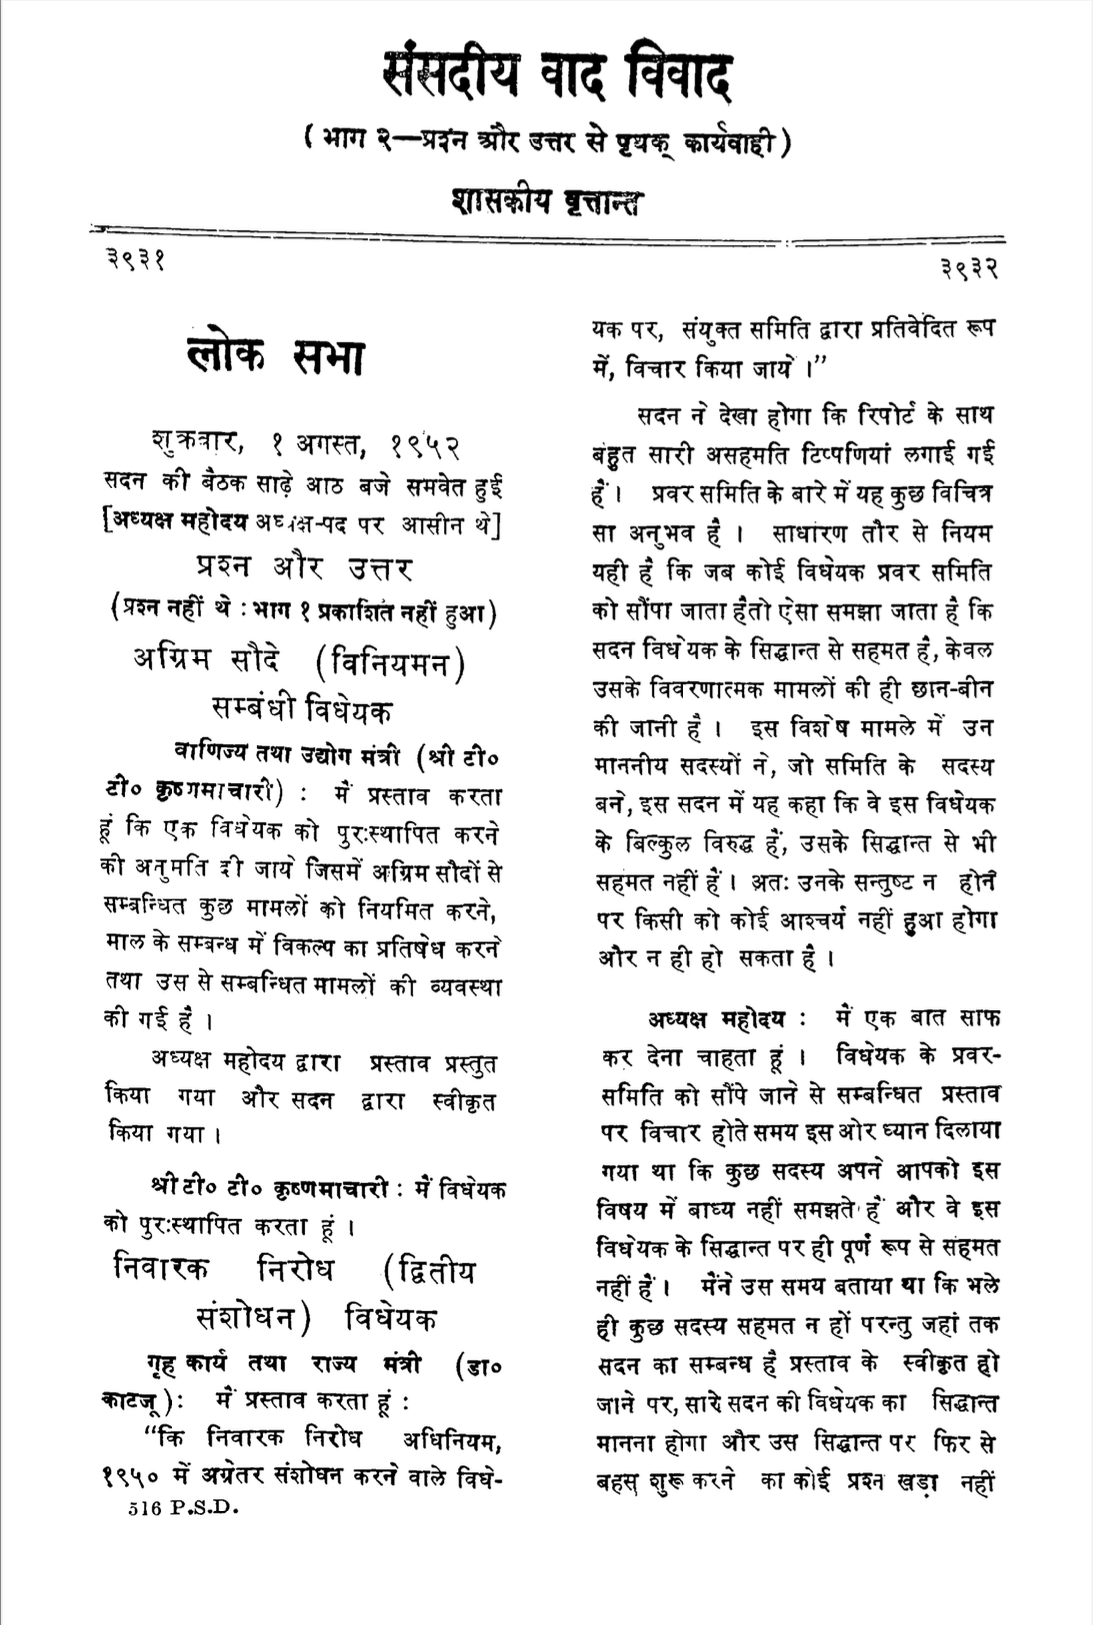 संसदीय वाद विवाद
(भाग २—प्रश्न और उत्तर से पृथक् कार्यवाही)
शासकीय वृत्तान्त
३९३१
३९३२
लोक सभा
शुक्रवार, १ अगस्त, १९५२
सदन की बैठक साढ़े आठ बजे समवेत हुई
[अध्यक्ष महोदय अध्यक्ष-पद पर आसीन थे]
प्रश्न और उत्तर
(प्रश्न नहीं थे : भाग १ प्रकाशित नहीं हुआ)
अग्रिम सौदे (विनियमन)
सम्बंधी विधेयक
वाणिज्य तथा उद्योग मंत्री (श्री टी०
टी० कृष्णमाचारी) : मैं प्रस्ताव करता
हूं कि एक विधेयक को पुरःस्थापित करने
की अनुमति दी जाये जिसमें अग्रिम सौदों से
सम्बन्धित कुछ मामलों को नियमित करने,
माल के सम्बन्ध में विकल्प का प्रतिषेध करने
तथा उस से सम्बन्धित मामलों की व्यवस्था
की गई है ।
अध्यक्ष महोदय द्वारा प्रस्ताव प्रस्तुत
किया गया और सदन द्वारा स्वीकृत
किया गया ।
श्री टी० टी० कृष्णमाचारी : मैं विधेयक
को पुरःस्थापित करता हूं ।
निवारक निरोध (द्वितीय
संशोधन) विधेयक
गृह कार्य तथा राज्य मंत्री (डा०
काटजू) : मैं प्रस्ताव करता हूं :
“कि निवारक निरोध अधिनियम,
१९५० में अग्रेतर संशोधन करने वाले विधे-
516 P.S.D.
यक पर, संयुक्त समिति द्वारा प्रतिवेदित रूप
में, विचार किया जाये ।”
सदन ने देखा होगा कि रिपोर्ट के साथ
बहुत सारी असहमति टिप्पणियां लगाई गई
हैं । प्रवर समिति के बारे में यह कुछ विचित्र
सा अनुभव है । साधारण तौर से नियम
यही है कि जब कोई विधेयक प्रवर समिति
को सौंपा जाता हैतो ऐसा समझा जाता है कि
सदन विधेयक के सिद्धान्त से सहमत है, केवल
उसके विवरणात्मक मामलों की ही छान-बीन
की जानी है । इस विशेष मामले में उन
माननीय सदस्यों ने, जो समिति के सदस्य
बने, इस सदन में यह कहा कि वे इस विधेयक
के बिल्कुल विरुद्ध हैं, उसके सिद्धान्त से भी
सहमत नहीं हैं । अतः उनके सन्तुष्ट न होने
पर किसी को कोई आश्चर्य नहीं हुआ होगा
और न ही हो सकता है ।
अध्यक्ष महोदय : मैं एक बात साफ
कर देना चाहता हूं । विधेयक के प्रवर-
समिति को सौंपे जाने से सम्बन्धित प्रस्ताव
पर विचार होते समय इस ओर ध्यान दिलाया
गया था कि कुछ सदस्य अपने आपको इस
विषय में बाध्य नहीं समझते हैं और वे इस
विधेयक के सिद्धान्त पर ही पूर्ण रूप से सहमत
नहीं हैं । मैंने उस समय बताया था कि भले
ही कुछ सदस्य सहमत न हों परन्तु जहां तक
सदन का सम्बन्ध है प्रस्ताव के स्वीकृत हो
जाने पर, सारे सदन की विधेयक का सिद्धान्त
मानना होगा और उस सिद्धान्त पर फिर से
बहस् शुरू करने का कोई प्रश्न खड़ा नहीं